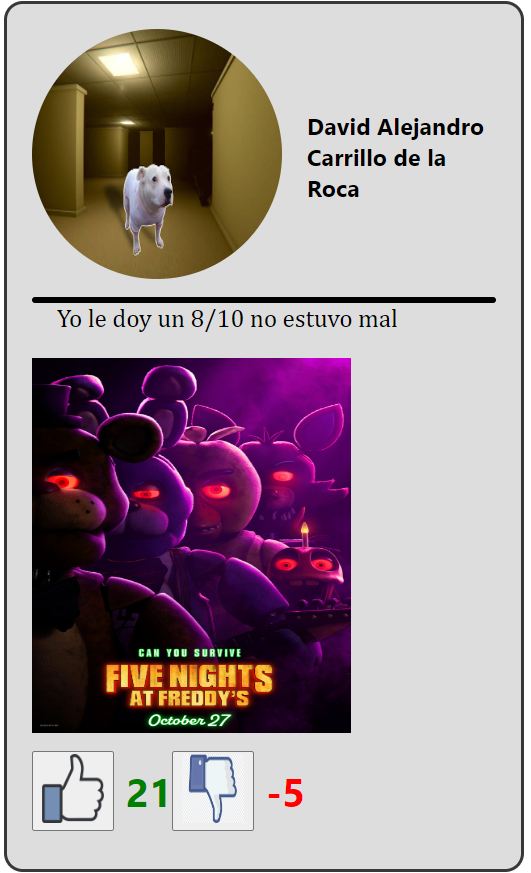 David Alejandro
Carrillo de la
Roca
Yo le doy un 8/10 no estuvo mal
CAN YOU SURVIVE
FIVE NIGHTS
AT FREDDY'S
October 27
21
-5